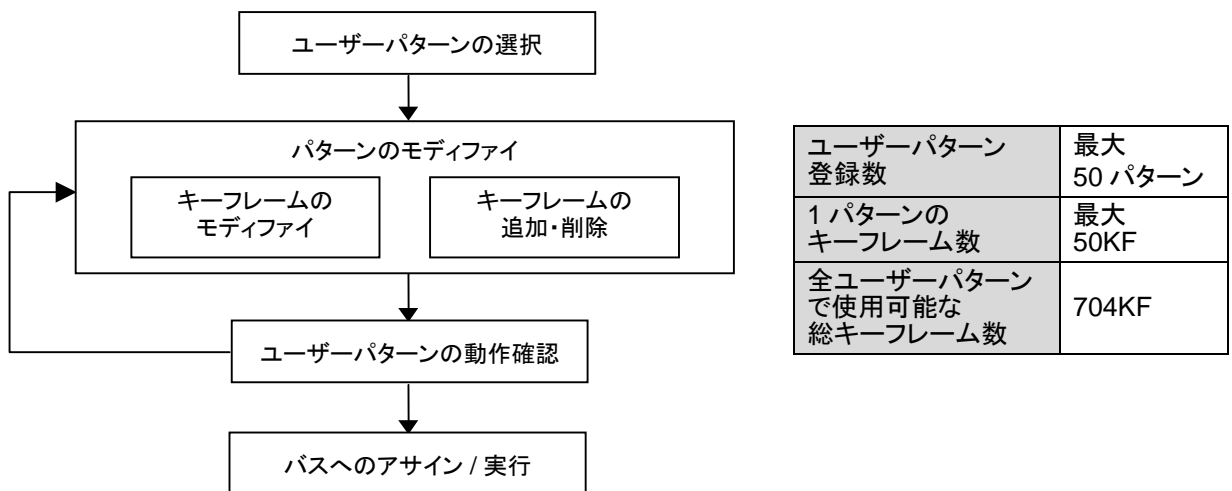 ユーザーパターンの選択
パターンのモディファイ
キーフレームの
モディファイ
キーフレームの
追加・削除
ユーザーパターンの動作確認
バスへのアサイン / 実行
ユーザーパターン
登録数
最大
50 パターン
1 パターンの
キーフレーム数
最大
50KF
全ユーザーパターン
で使用可能な
総キーフレーム数
704KF